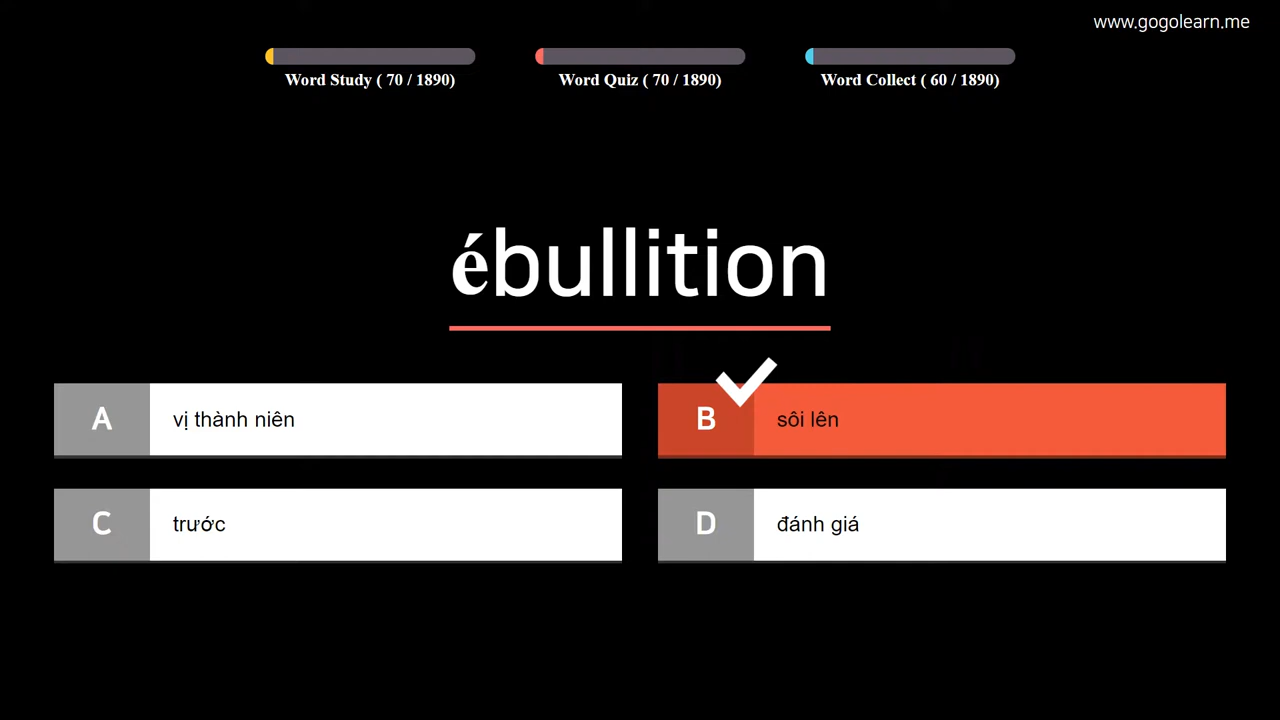 www.gogolearn.me
Word Study ( 70 / 1890)
Word Quiz ( 70 / 1890)
Word Collect ( 60 / 1890)
ébullition
A vị thành niên
B sôi lên
C trước
D đánh giá